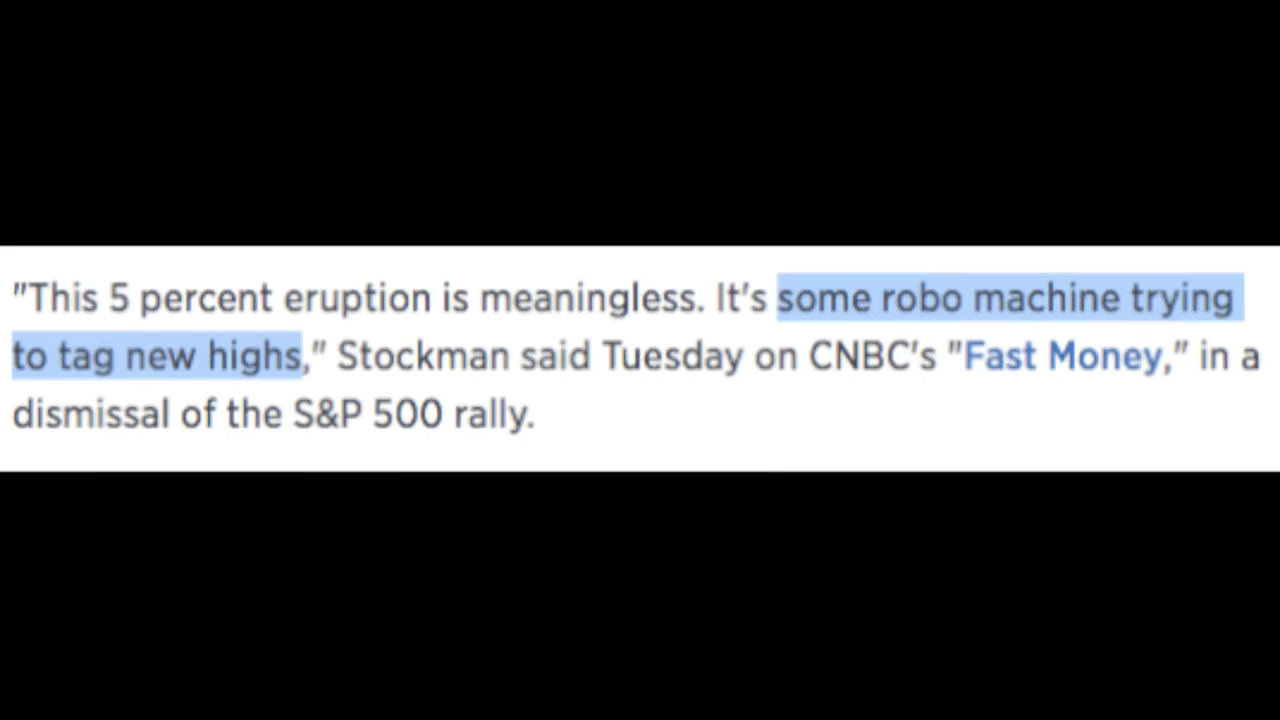 "This 5 percent eruption is meaningless. It's some robo machine trying
to tag new highs," Stockman said Tuesday on CNBC's "Fast Money," in a
dismissal of the S&P 500 rally.